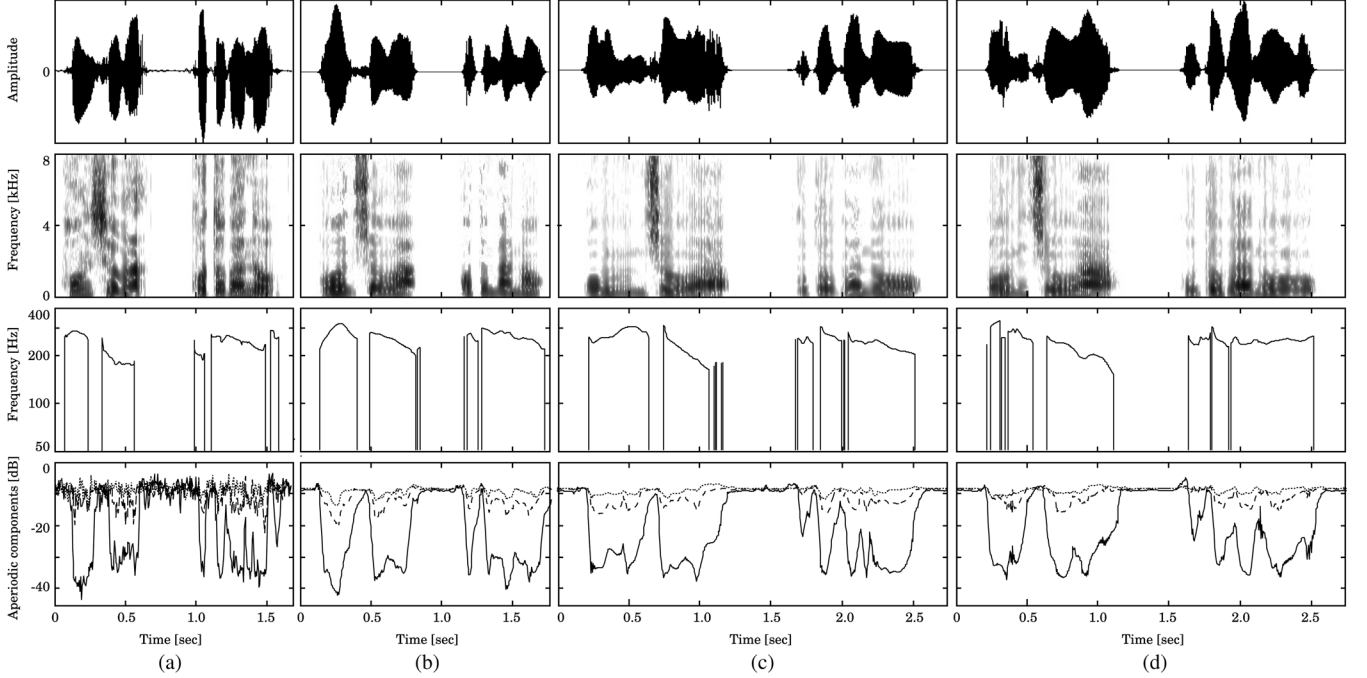 Amplitude
0
Frequency [kHz]
8
4
0
Frequency [Hz]
400
200
100
50
Aperiodic components [dB]
0
-20
-40
0 0.5 1.0 1.5 0 0.5 1.0 1.5 0 0.5 1.0 1.5 2.0 2.5 0 0.5 1.0 1.5 2.0 2.5
Time [sec] Time [sec] Time [sec] Time [sec]
(a) (b) (c) (d)